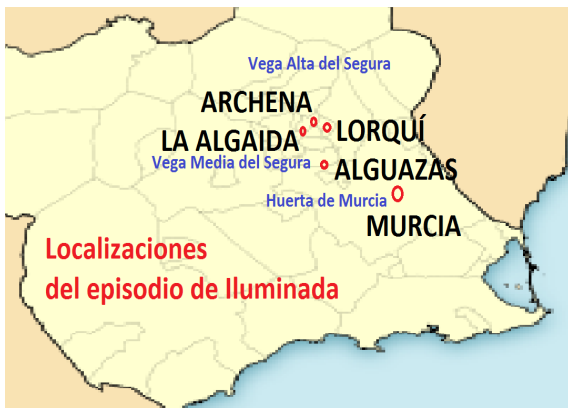 Vega Alta del Segura
ARCHENA
LA ALGAIDA
LORQUÍ
Vega Media del Segura
ALGUAZAS
Huerta de Murcia
MURCIA
Localizaciones
del episodio de Iluminada